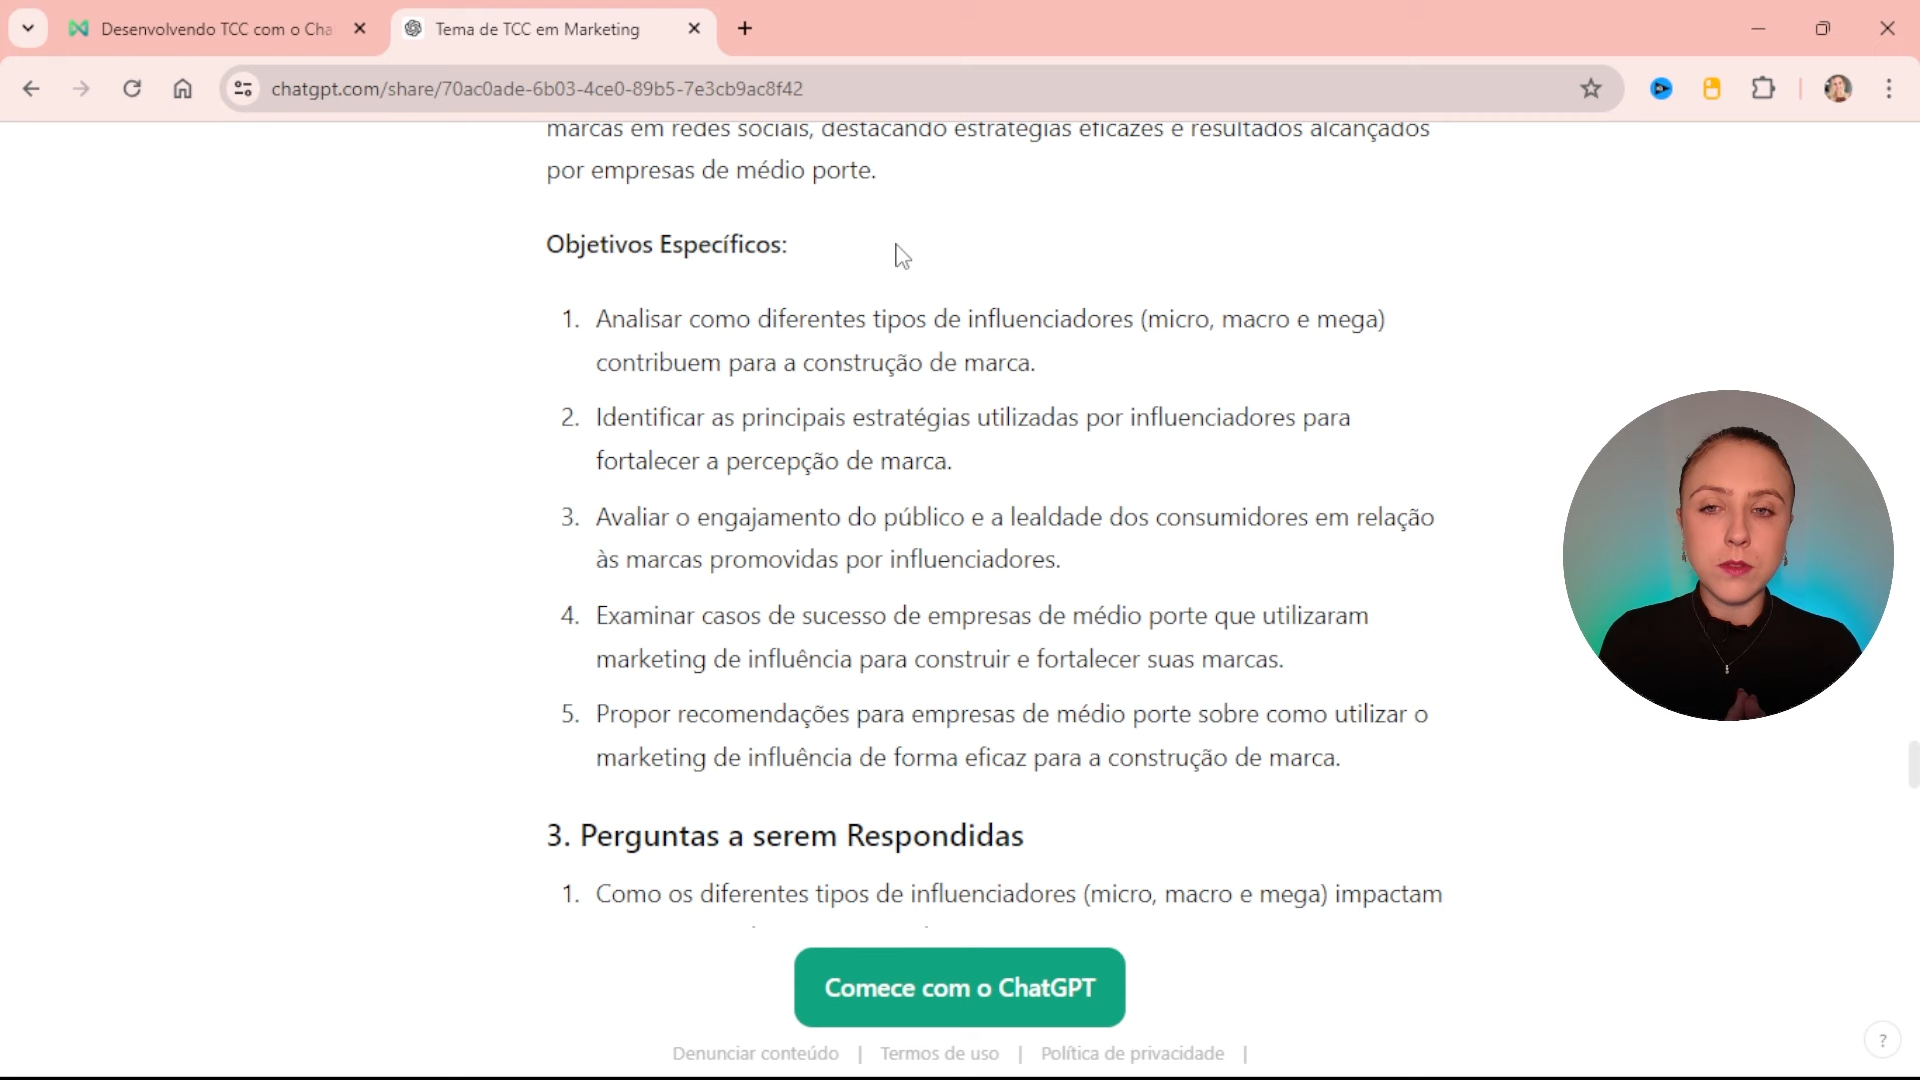 Desenvolvendo TCC com o Cha
Tema de TCC em Marketing
chatgpt.com/share/70ac0ade-6b03-4ce0-89b5-7e3cb9ac8f42
marcas em redes sociais, destacando estratégias eficazes e resultados alcançados
por empresas de médio porte.
Objetivos Específicos:
1. Analisar como diferentes tipos de influenciadores (micro, macro e mega)
contribuem para a construção de marca.
2. Identificar as principais estratégias utilizadas por influenciadores para
fortalecer a percepção de marca.
3. Avaliar o engajamento do público e a lealdade dos consumidores em relação
às marcas promovidas por influenciadores.
4. Examinar casos de sucesso de empresas de médio porte que utilizaram
marketing de influência para construir e fortalecer suas marcas.
5. Propor recomendações para empresas de médio porte sobre como utilizar o
marketing de influência de forma eficaz para a construção de marca.
3. Perguntas a serem Respondidas
1. Como os diferentes tipos de influenciadores (micro, macro e mega) impactam
Comece com o ChatGPT
Denunciar conteúdo | Termos de uso | Política de privacidade |
?